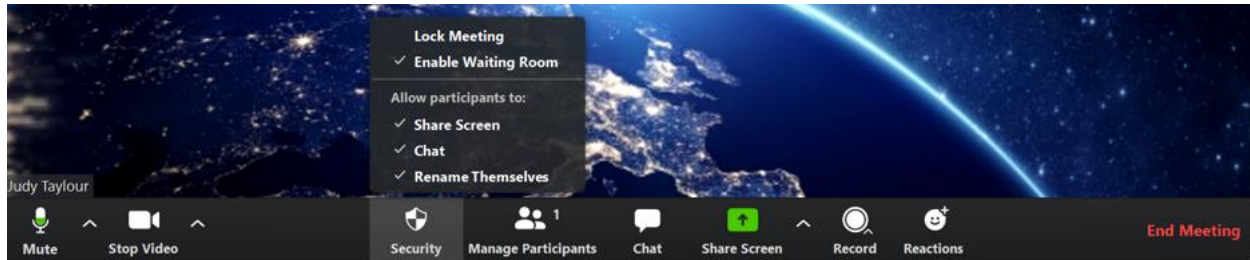 Lock Meeting
Enable Waiting Room
Allow participants to:
Share Screen
Chat
Rename Themselves
Judy Taylour
Mute
Stop Video
Security
1
Manage Participants
Chat
Share Screen
Record
Reactions
End Meeting